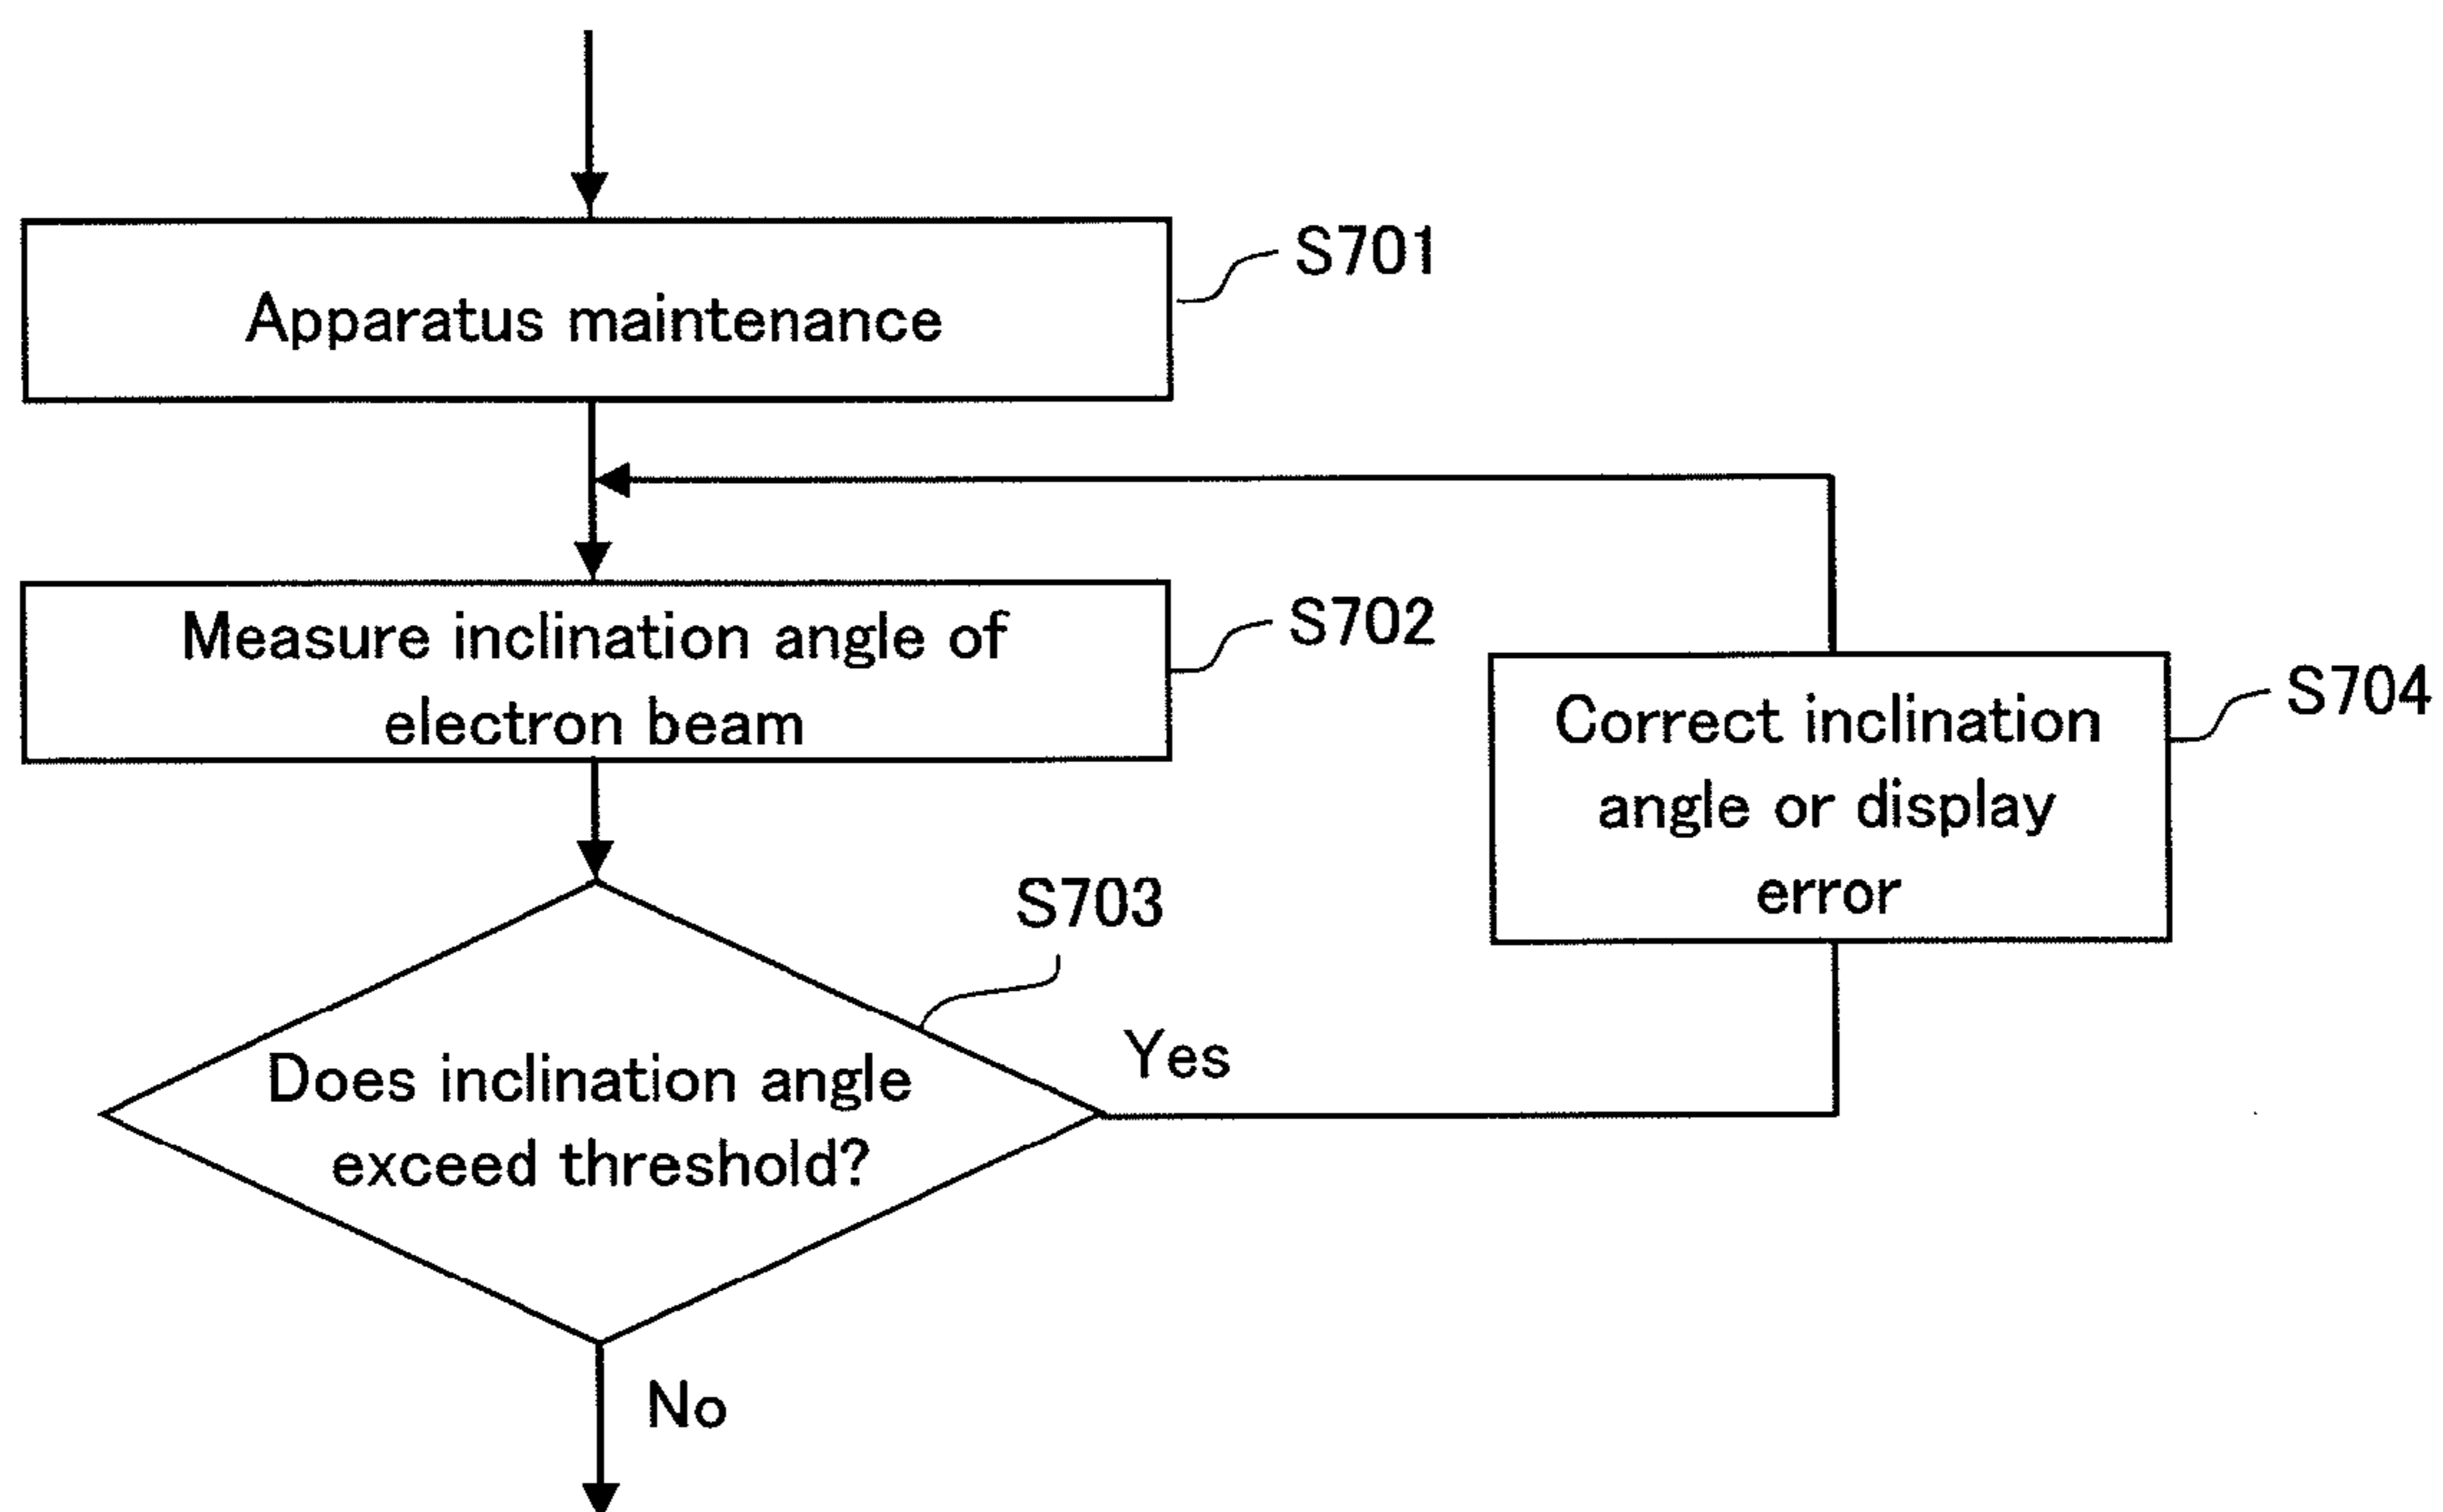 S701
Apparatus maintenance
Measure inclination angle of
electron beam
S702
Correct inclination
angle or display
error
S704
S703
Does inclination angle
exceed threshold?
Yes
No